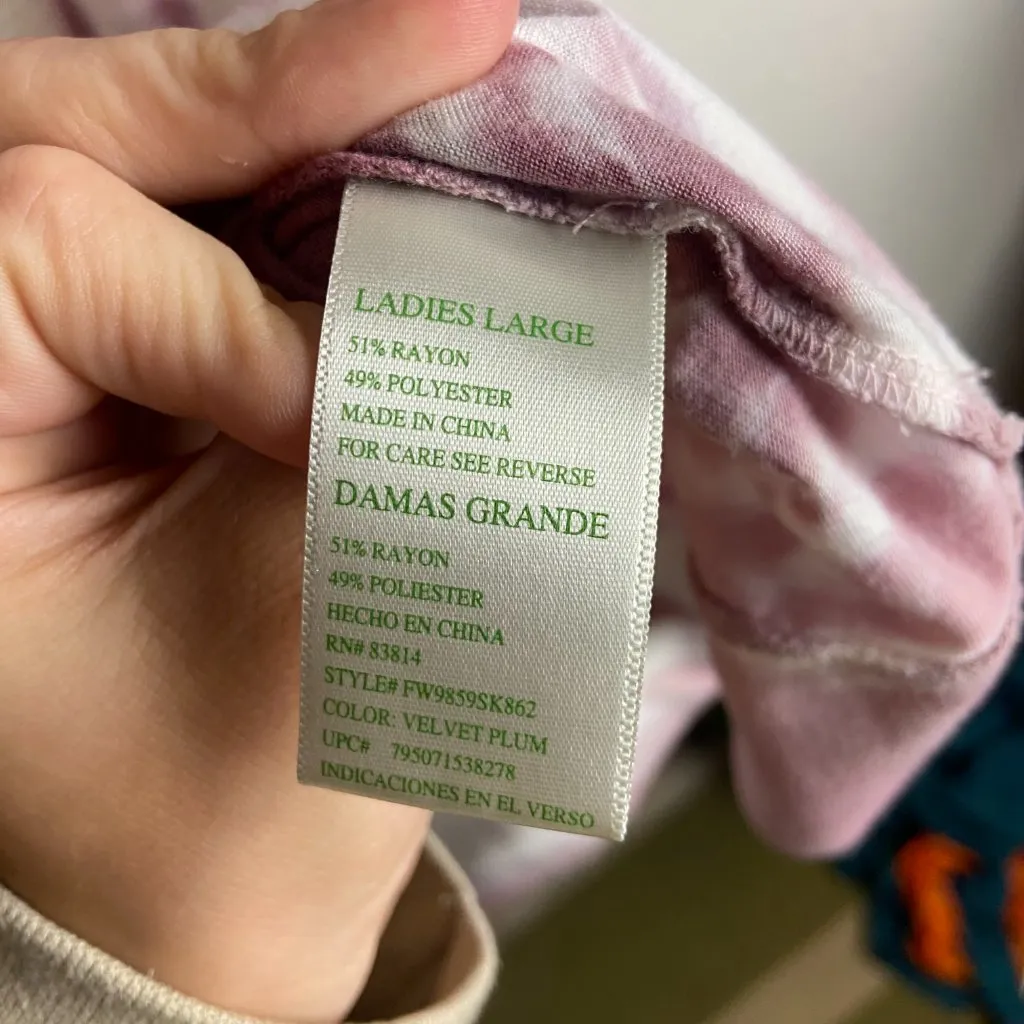 LADIES LARGE
51% RAYON
49% POLYESTER
MADE IN CHINA
FOR CARE SEE REVERSE
DAMAS GRANDE
51% RAYON
49% POLIESTER
HECHO EN CHINA
RN# 83814
STYLE# FW9859SK862
COLOR: VELVET PLUM
UPC# 795071538278
INDICACIONES EN EL VERSO